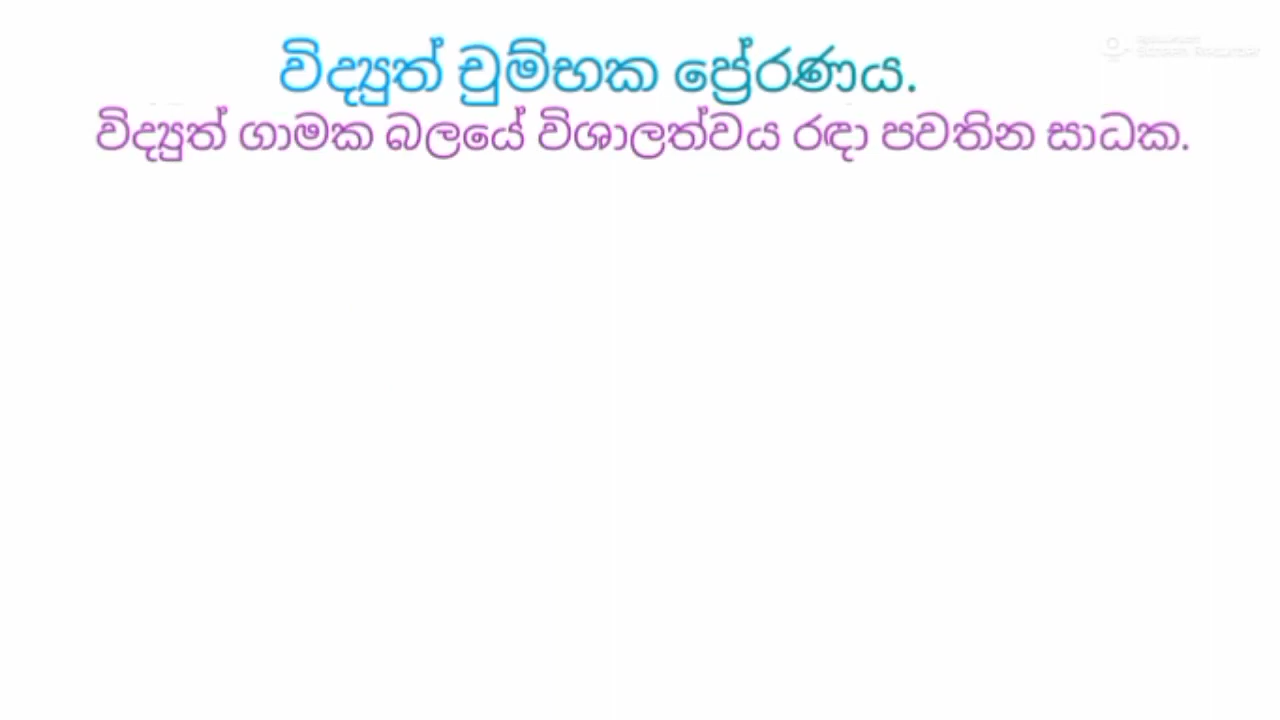 විද්‍යුත් චුම්භක ප්‍රේරණය.
විද්‍යුත් ගාමක බලයේ විශාලත්වය රඳා පවතින සාධක.